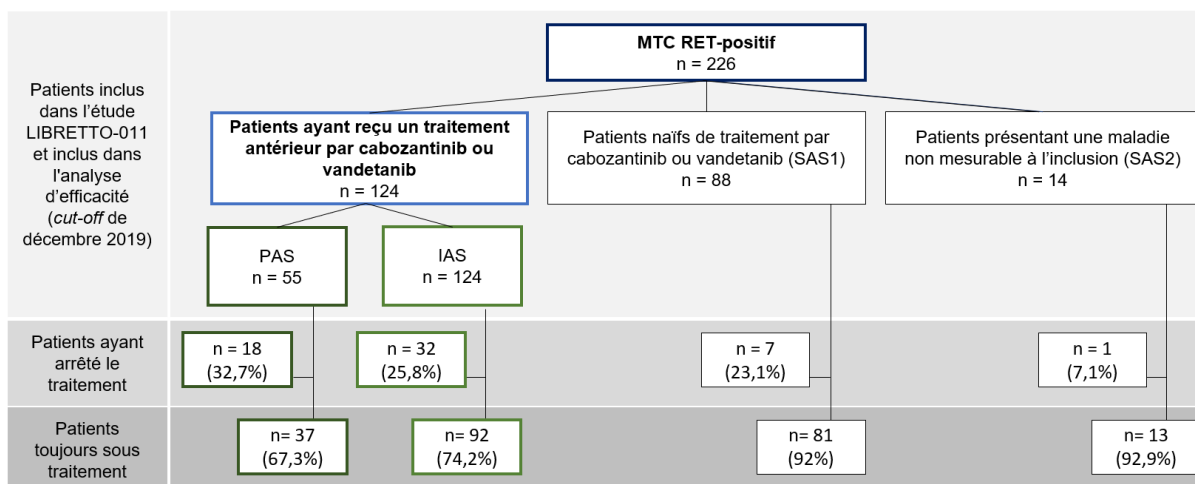 MTC RET-positif
n = 226
Patients inclus
dans l'étude
LIBRETTO-011
et inclus dans
l'analyse
d'efficacité
(cut-off de
décembre 2019)
Patients ayant reçu un traitement
antérieur par cabozantinib ou
vandetanib
n = 124
Patients naïfs de traitement par
cabozantinib ou vandetanib (SAS1)
n = 88
Patients présentant une maladie
non mesurable à l'inclusion (SAS2)
n = 14
PAS
n = 55
IAS
n = 124
Patients ayant
arrêté le
traitement
n = 18
(32,7%)
n = 32
(25,8%)
n = 7
(23,1%)
n = 1
(7,1%)
Patients
toujours sous
traitement
n= 37
(67,3%)
n= 92
(74,2%)
n= 81
(92%)
n= 13
(92,9%)